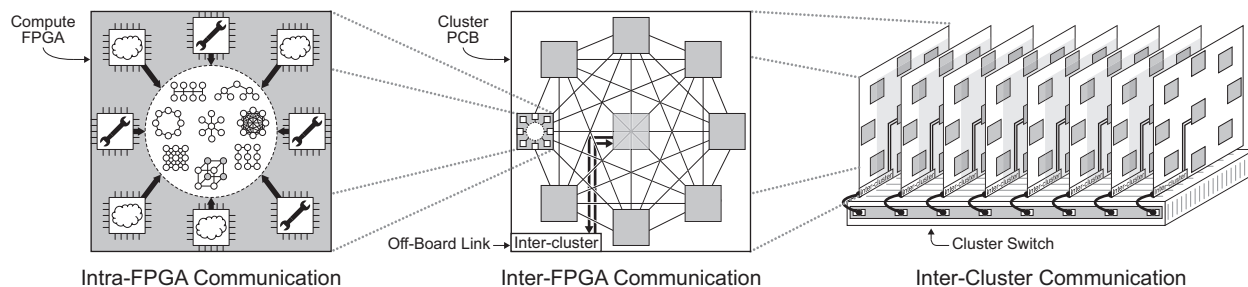 Compute
FPGA
Cluster
PCB
Off-Board Link
Inter-cluster
Cluster Switch
Intra-FPGA Communication
Inter-FPGA Communication
Inter-Cluster Communication